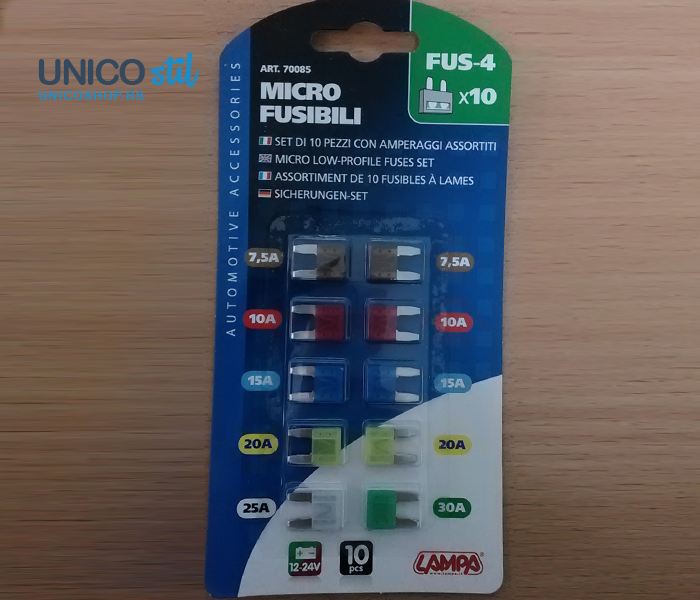 UNICO stil
ART. 70085
MICRO
FUSIBILI
FUS-4
x10
SET DI 10 PEZZI CON AMPERAGGI ASSORTITI
MICRO LOW-PROFILE FUSES SET
ASSORTIMENT DE 10 FUSIBLES À LAMES
SICHERUNGEN-SET
AUTOMOTIVE ACCESSORIES
7,5A 7,5A
10A 10A
15A 15A
20A 20A
25A 30A
12-24V
10
pcs
LAMPA